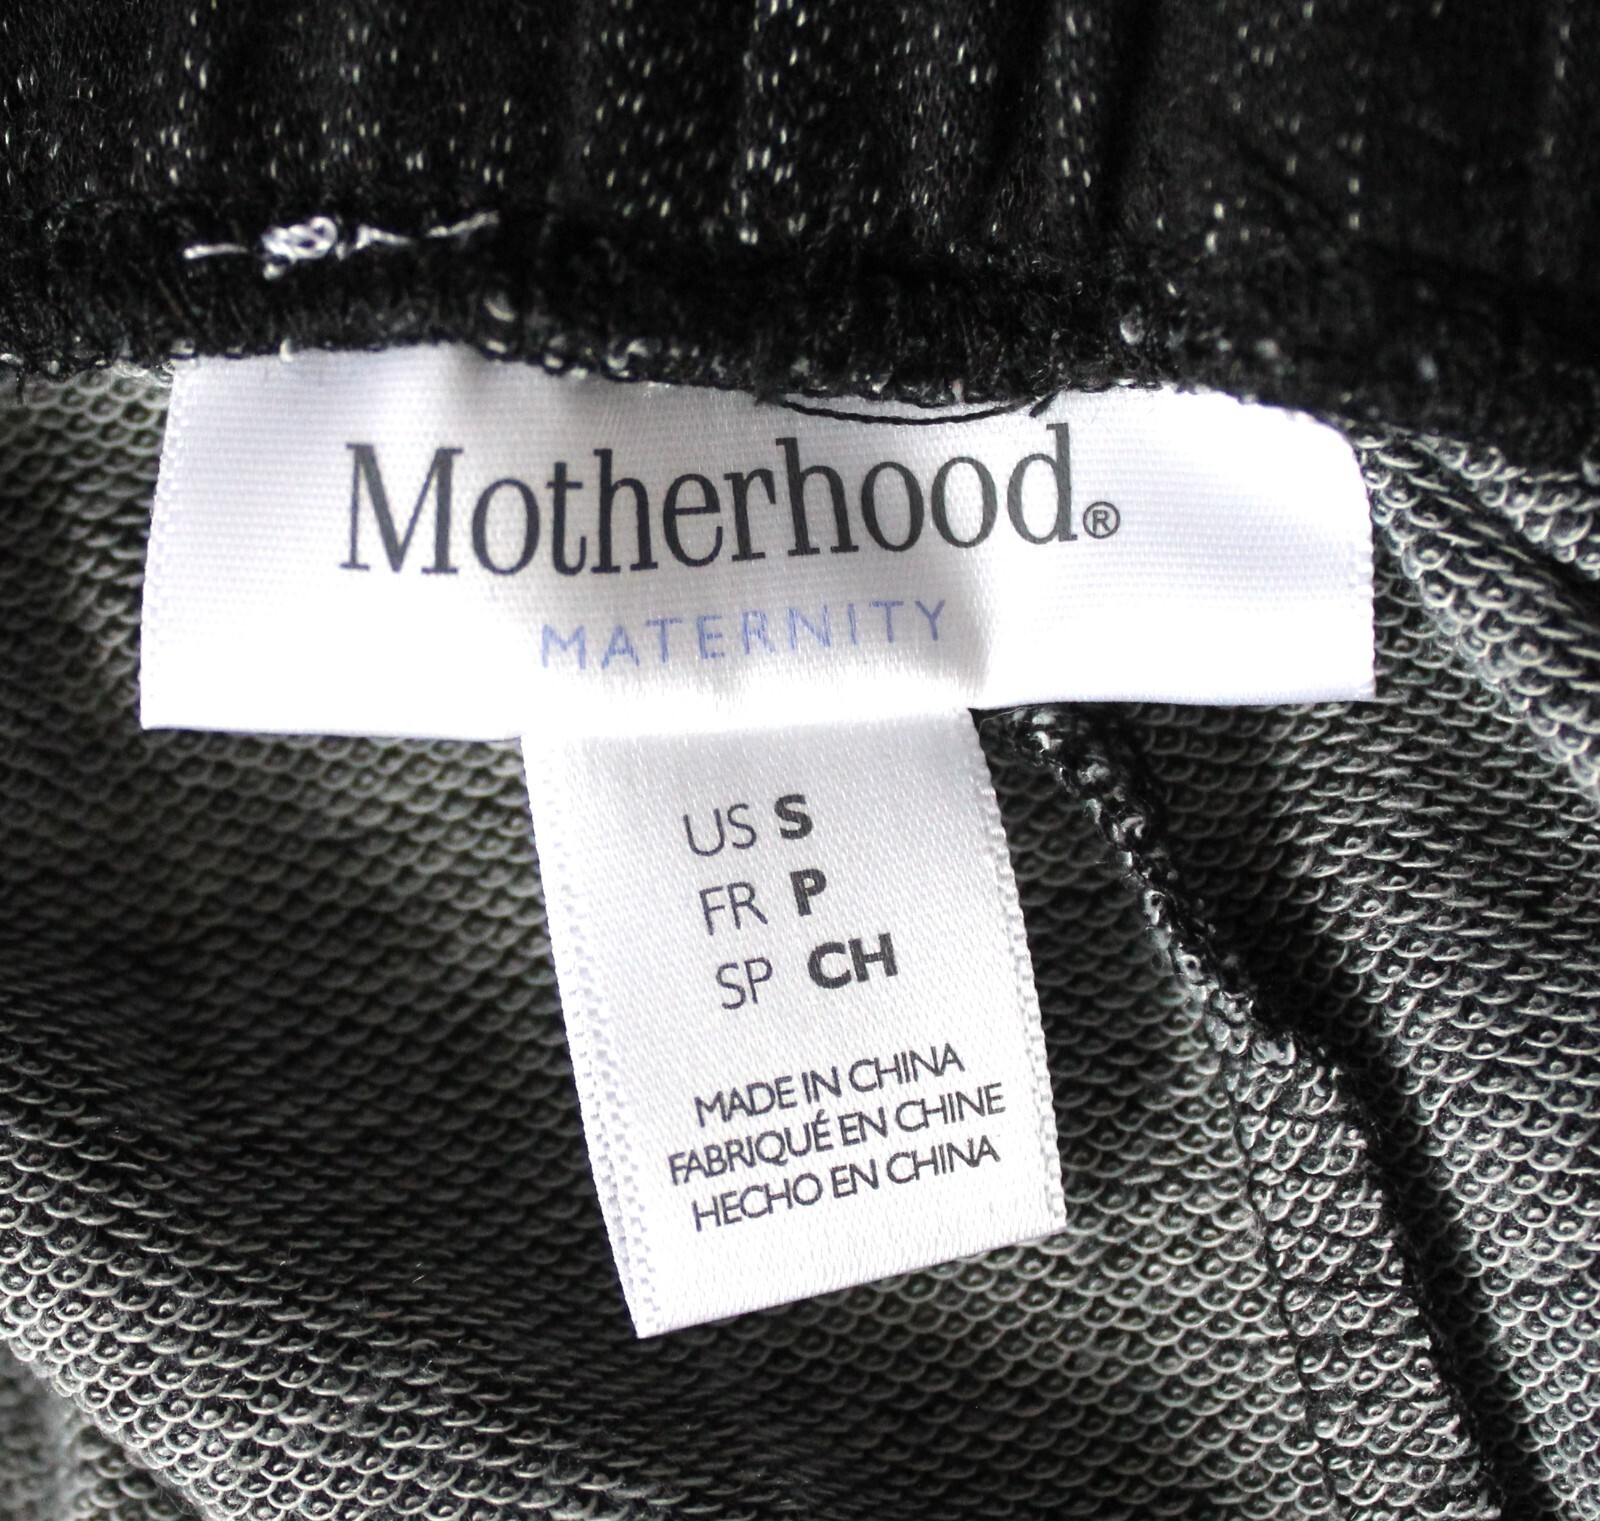 Motherhood®
MATERNITY
US S
FR P
SP CH
MADE IN CHINA
FABRIQUÉ EN CHINE
HECHO EN CHINA